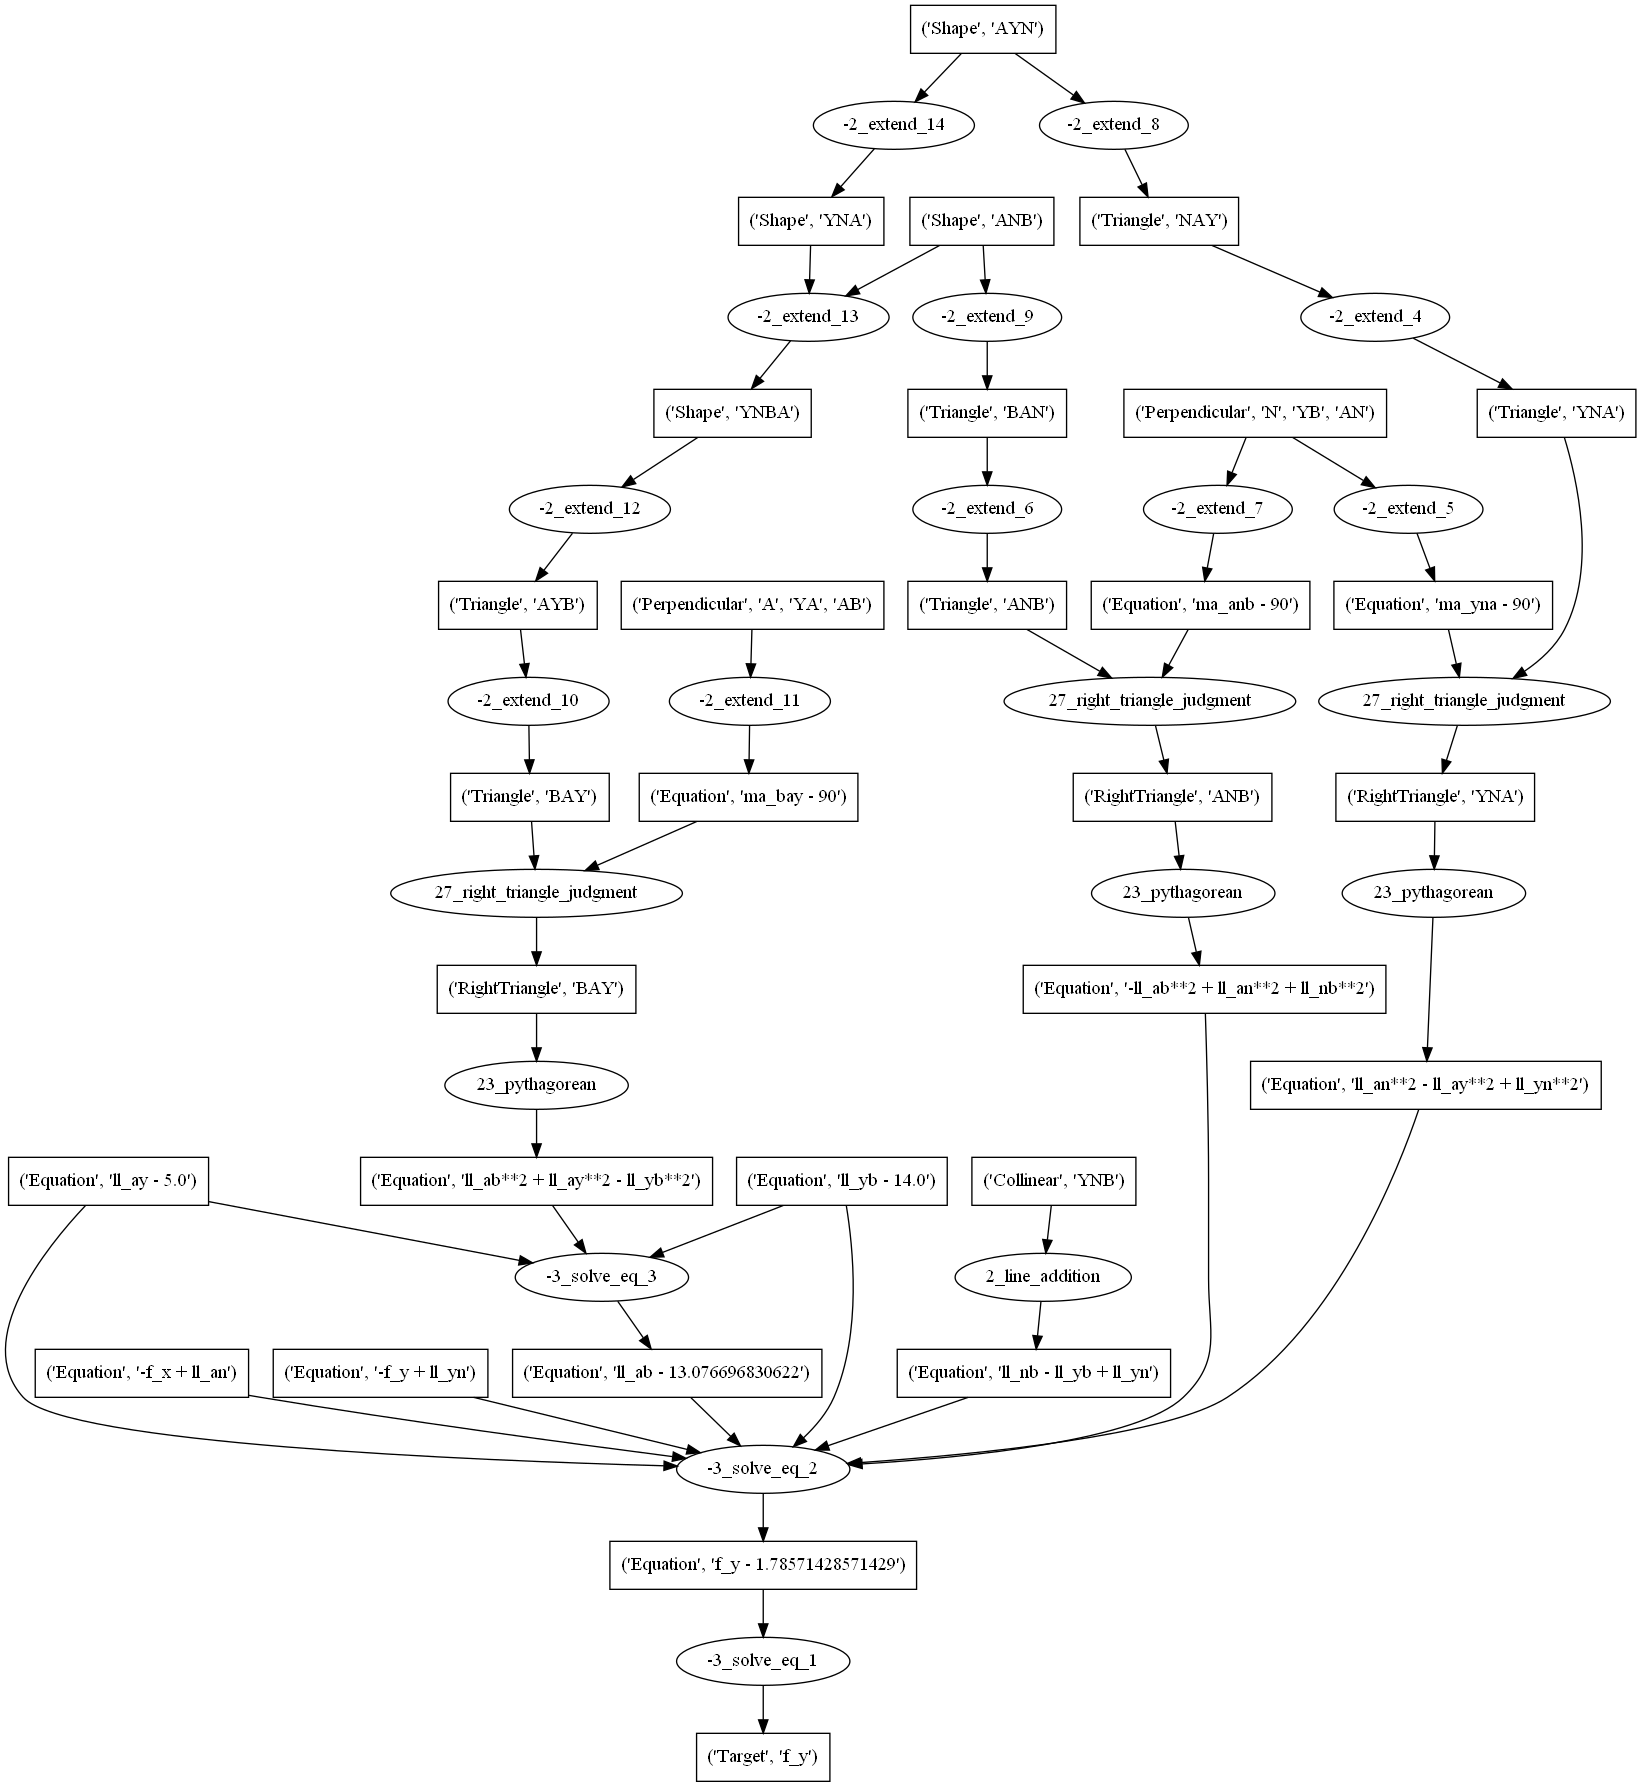 ('Shape', 'AYN')
-2_extend_14
-2_extend_8
('Shape', 'YNA')
('Shape', 'ANB')
('Triangle', 'NAY')
-2_extend_13
-2_extend_9
-2_extend_4
('Shape', 'YNBA')
('Triangle', 'BAN')
('Perpendicular', 'N', 'YB', 'AN')
('Triangle', 'YNA')
-2_extend_12
-2_extend_6
-2_extend_7
-2_extend_5
('Triangle', 'AYB')
('Perpendicular', 'A', 'YA', 'AB')
('Triangle', 'ANB')
('Equation', 'ma_anb - 90')
('Equation', 'ma_yna - 90')
-2_extend_10
-2_extend_11
27_right_triangle_judgment
27_right_triangle_judgment
('Triangle', 'BAY')
('Equation', 'ma_bay - 90')
('RightTriangle', 'ANB')
('RightTriangle', 'YNA')
27_right_triangle_judgment
23_pythagorean
23_pythagorean
('RightTriangle', 'BAY')
('Equation', '-ll_ab**2 + ll_an**2 + ll_nb**2')
23_pythagorean
('Equation', 'll_an**2 - ll_ay**2 + ll_yn**2')
('Equation', 'll_ay - 5.0')
('Equation', 'll_ab**2 + ll_ay**2 - ll_yb**2')
('Equation', 'll_yb - 14.0')
('Collinear', 'YNB')
-3_solve_eq_3
2_line_addition
('Equation', '-f_x + ll_an')
('Equation', '-f_y + ll_yn')
('Equation', 'll_ab - 13.076696830622')
('Equation', 'll_nb - ll_yb + ll_yn')
-3_solve_eq_2
('Equation', 'f_y - 1.78571428571429')
-3_solve_eq_1
('Target', 'f_y')